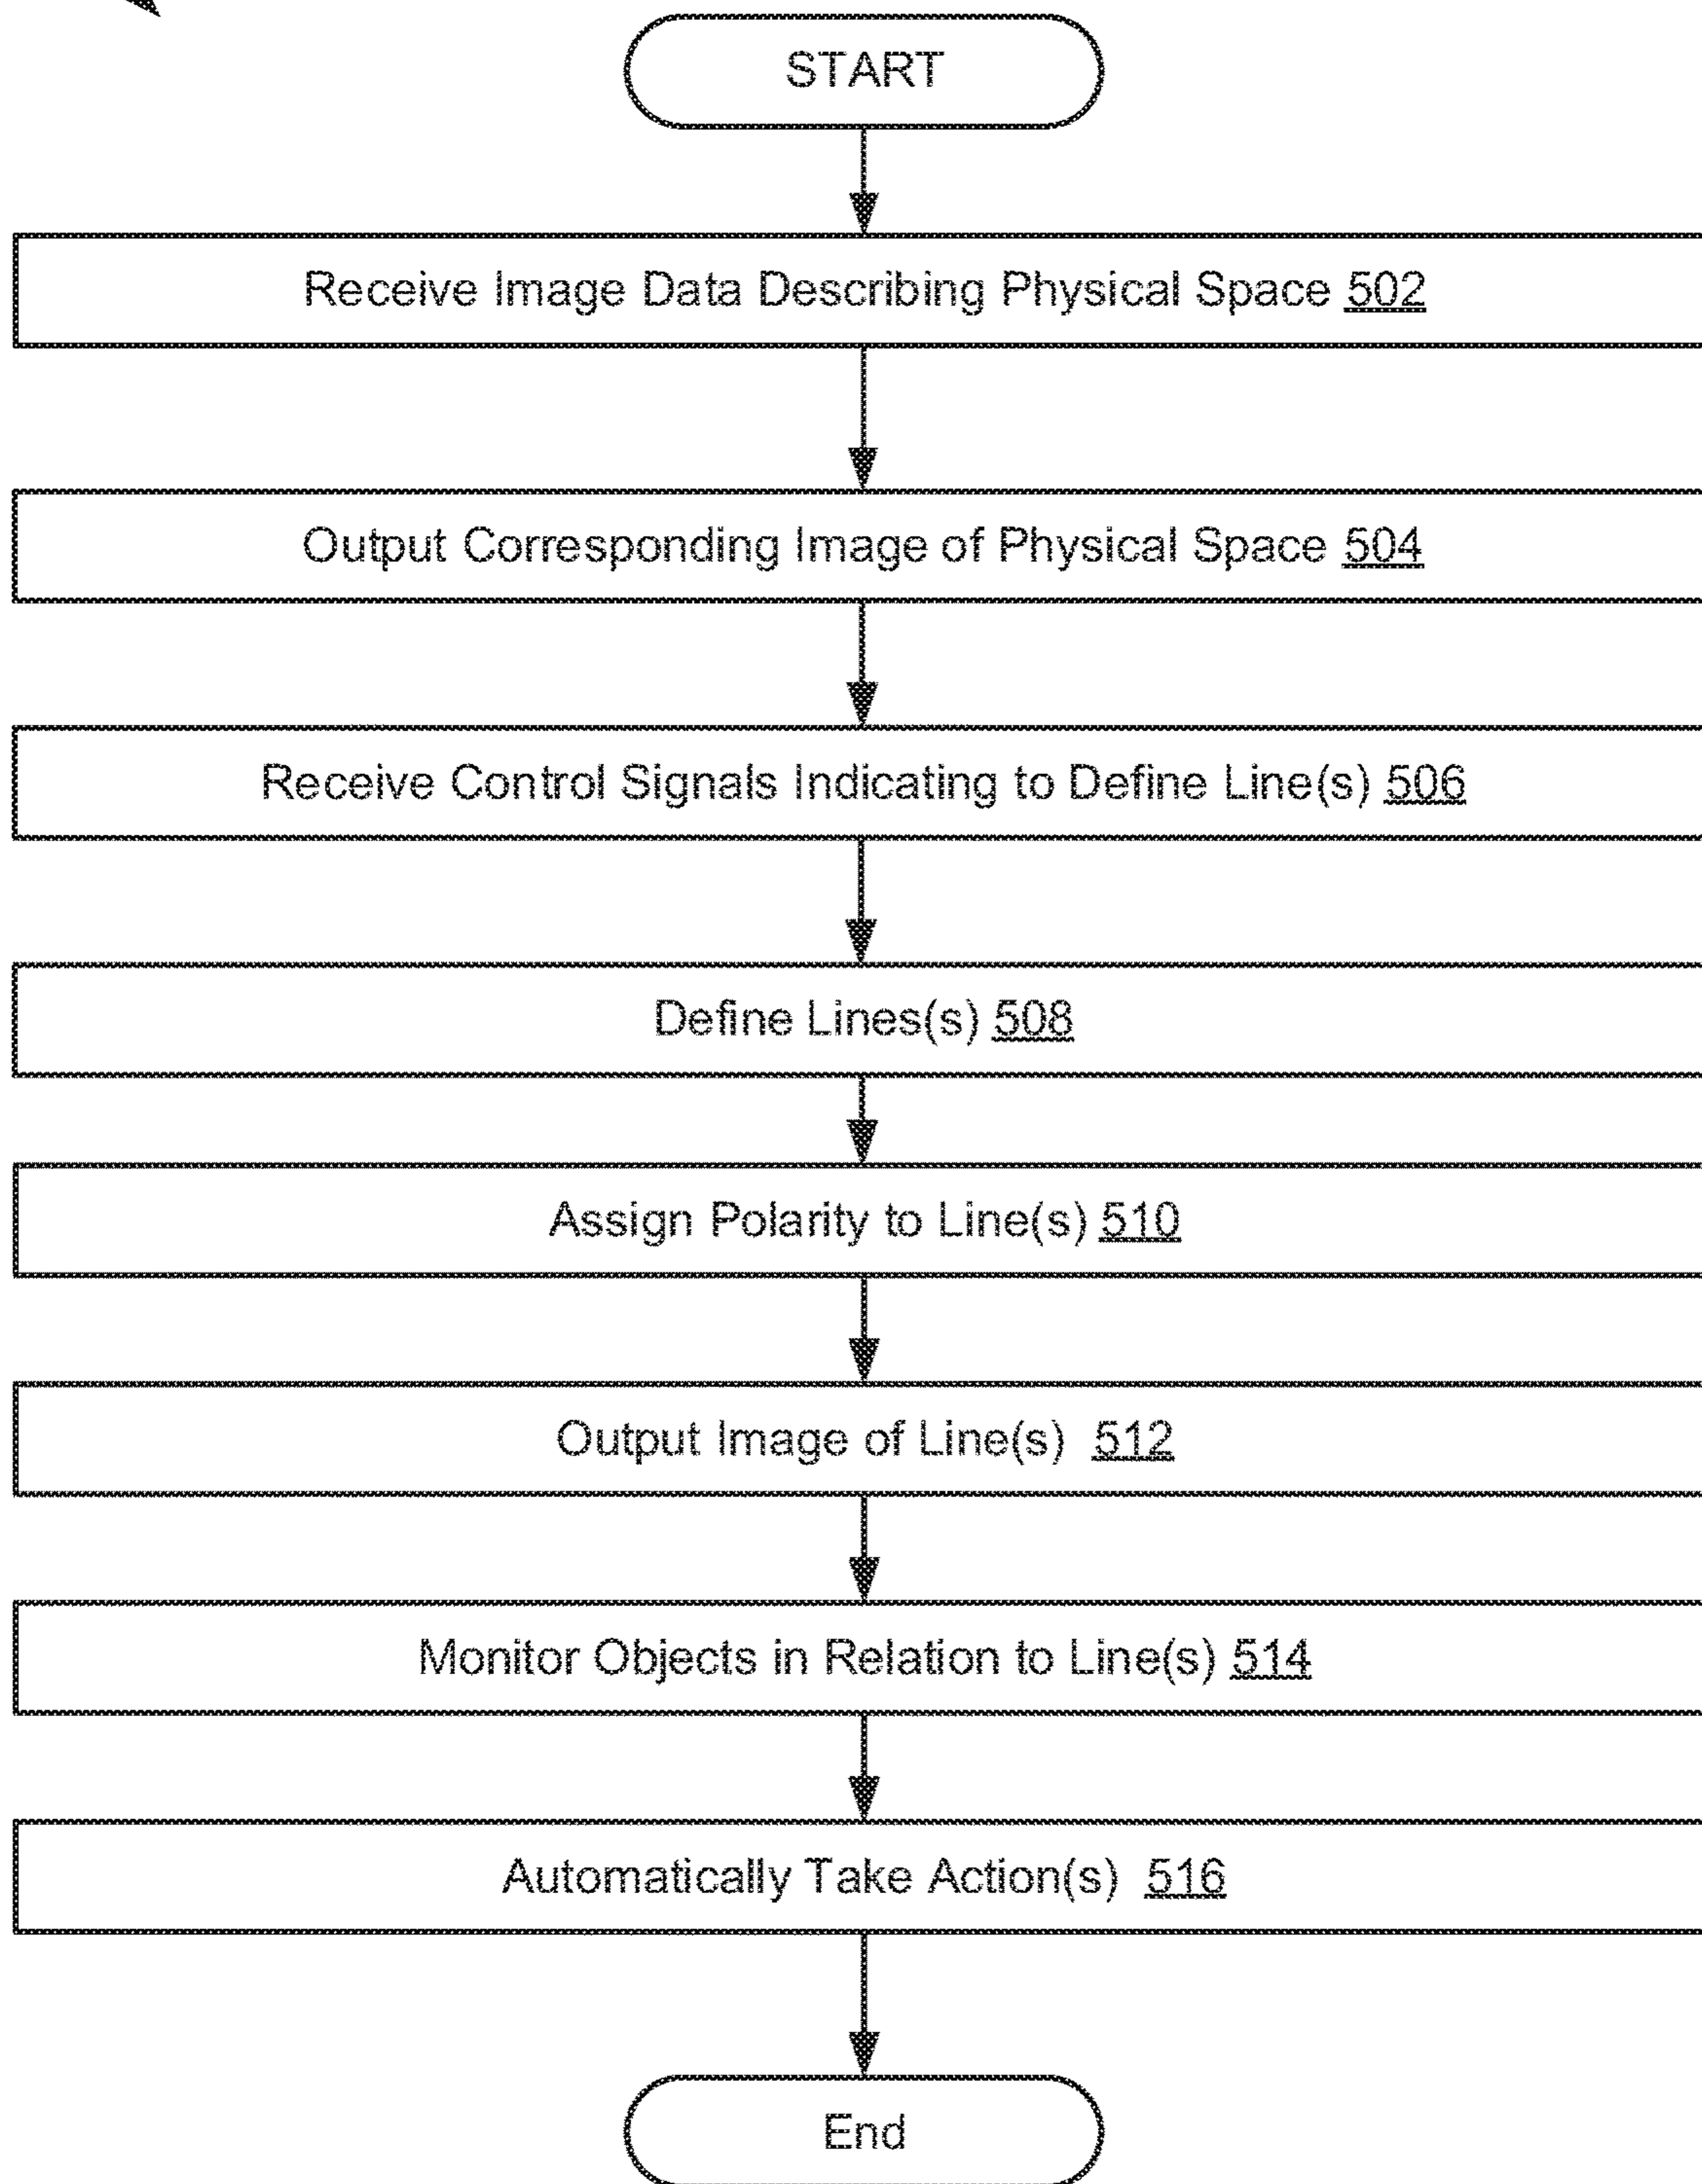 START
Receive Image Data Describing Physical Space 502
Output Corresponding Image of Physical Space 504
Receive Control Signals Indicating to Define Line(s) 506
Define Lines(s) 508
Assign Polarity to Line(s) 510
Output Image of Line(s) 512
Monitor Objects in Relation to Line(s) 514
Automatically Take Action(s) 516
End